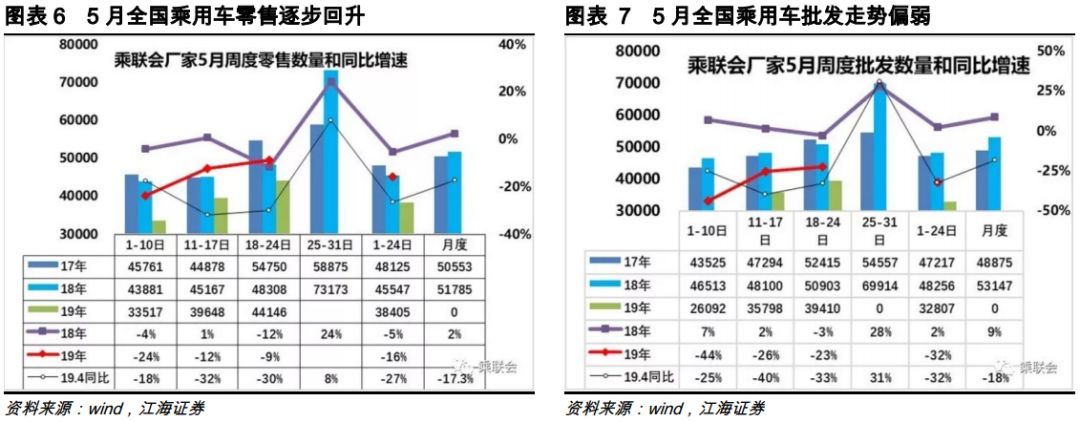 图表 6 5 月全国乘用车零售逐步回升
乘联会厂家5月周度零售数量和同比增速
80000
70000
60000
50000
40000
30000
40%
20%
0%
-20%
-40%
1-10日 11-17日 18-24日 25-31日 1-24日 月度
17年 45761 44878 54750 58875 48125 50553
18年 43881 45167 48308 73173 45547 51785
19年 33517 39648 44146 38405 0
18年 -4% 1% -12% 24% -5% 2%
19年 -24% -12% -9% -16%
19.4同比 -18% -32% -30% 8% -27% -17.3%
乘联会
资料来源：wind，江海证券
图表 7 5 月全国乘用车批发走势偏弱
乘联会厂家5月周度批发数量和同比增速
80000
70000
60000
50000
40000
30000
50%
25%
0%
-25%
-50%
1-10日 11-17日 18-24日 25-31日 1-24日 月度
17年 43525 47294 52415 54557 47217 48875
18年 46513 48100 50903 69914 48256 53147
19年 26092 35798 39410 0 32807 0
18年 7% 2% -3% 28% 2% 9%
19年 -44% -26% -23% -32%
19.4同比 -25% -40% -33% 31% -32% -18%
乘联会
资料来源：wind，江海证券